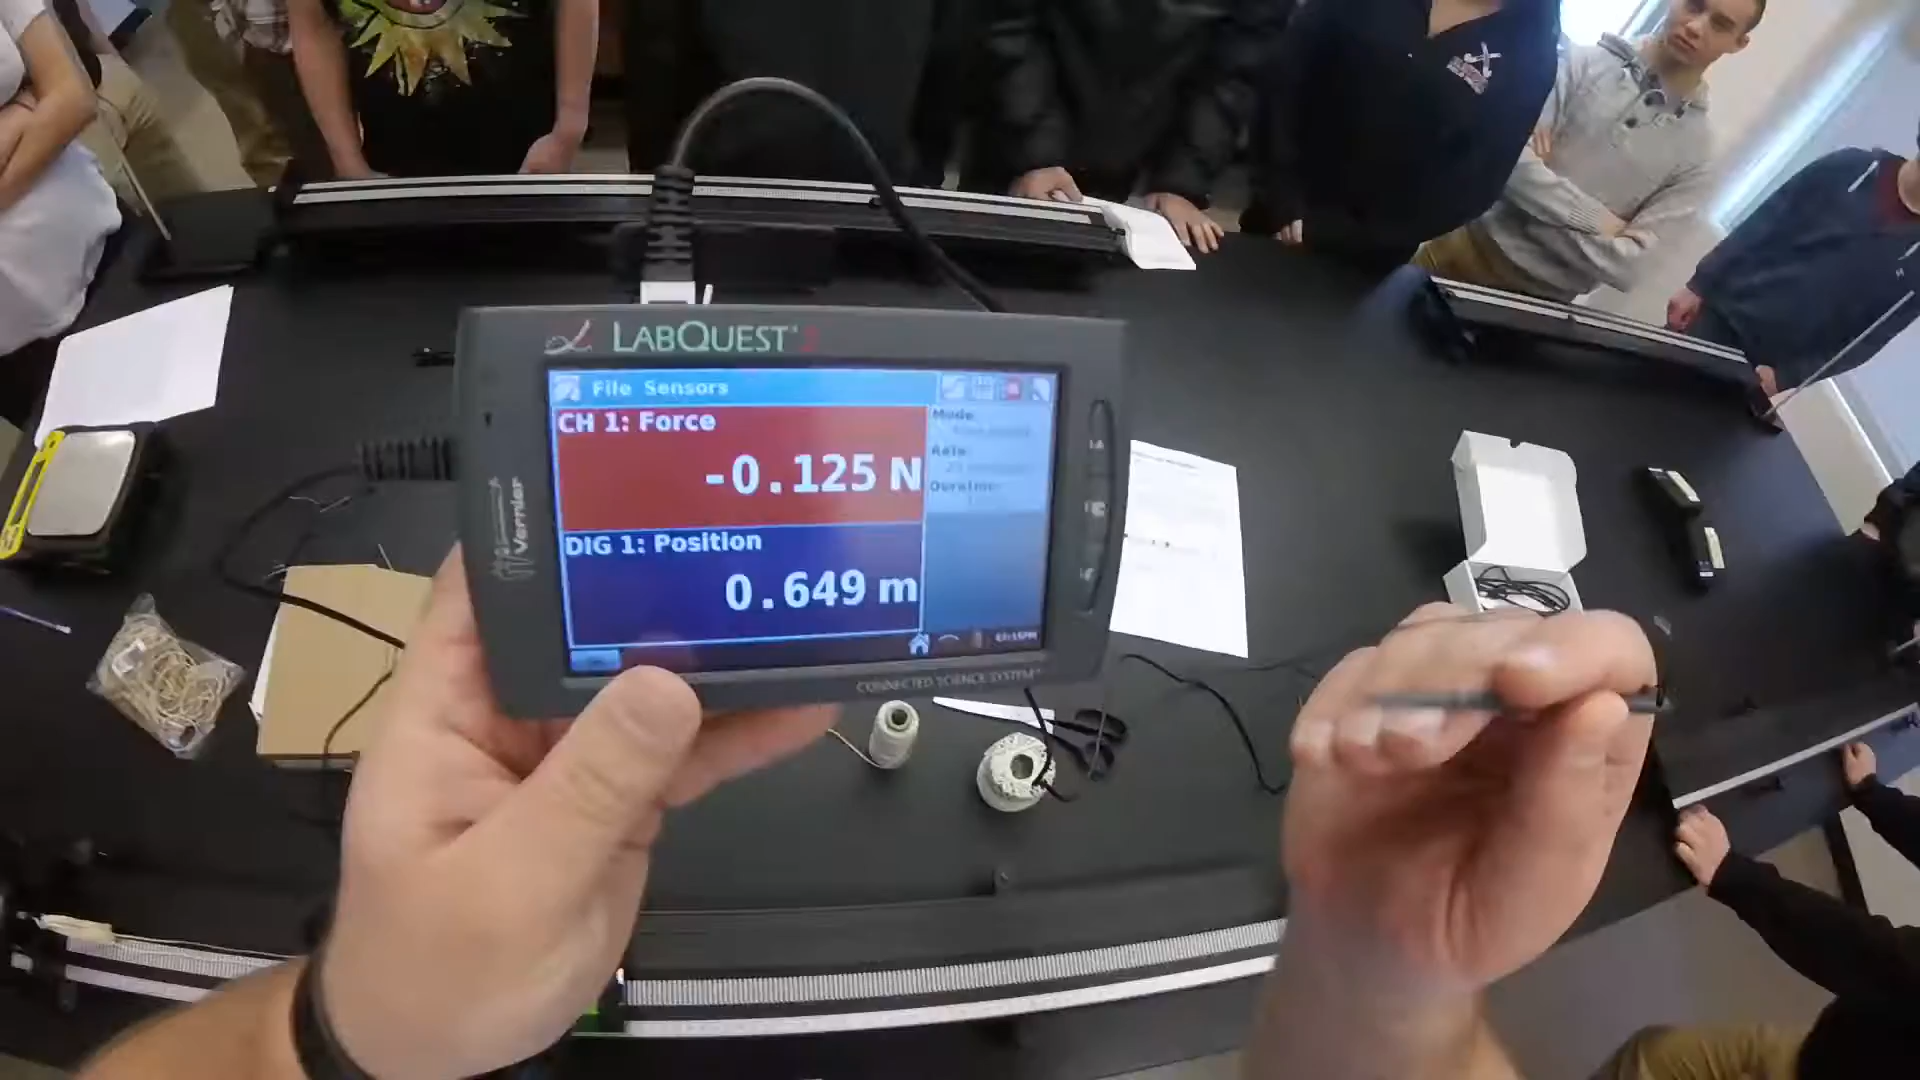 LABQUEST 2
File Sensors
CH 1: Force
-0.125 N
DIG 1: Position
0.649 m
Mode:
Rate:
Duration:
Vernier
CONNECTED SCIENCE SYSTEM